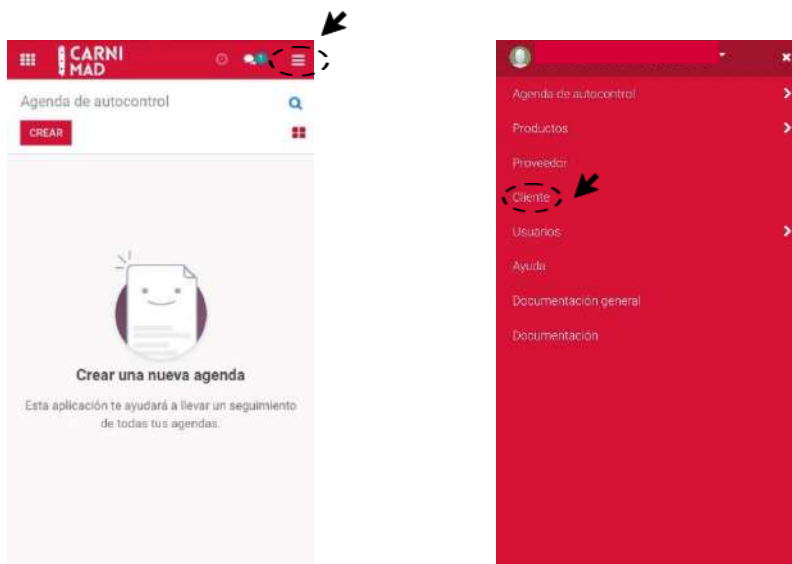 CARNI
MAD
1
Agenda de autocontrol
CREAR
Crear una nueva agenda
Esta aplicación te ayudará a llevar un seguimiento
de todas tus agendas.
Agenda de autocontrol
Productos
Proveedor
Cliente
Usuarios
Ayuda
Documentación general
Documentación